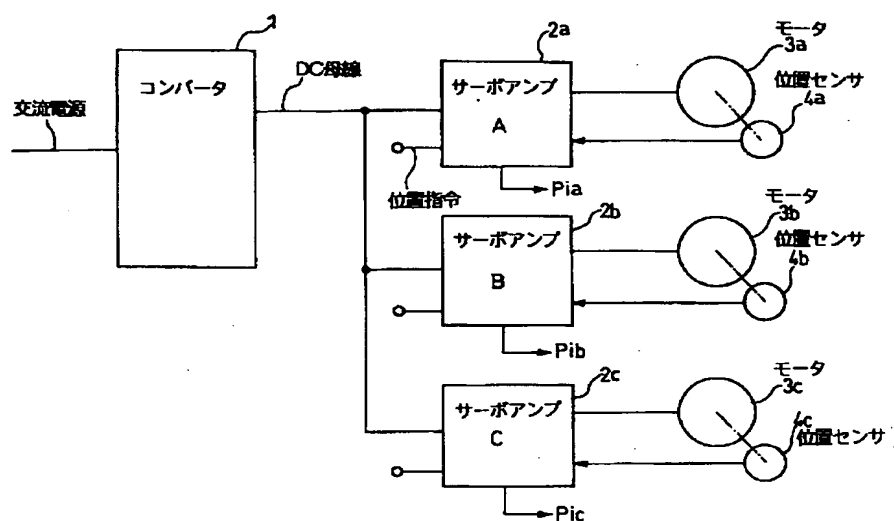 1
コンバータ
交流電源
DC母線
2a
サーボアンプ
A
位置指令
Pia
モータ
3a
位置センサ
4a
2b
サーボアンプ
B
Pib
モータ
3b
位置センサ
4b
2c
サーボアンプ
C
Pic
モータ
3c
4c
位置センサ